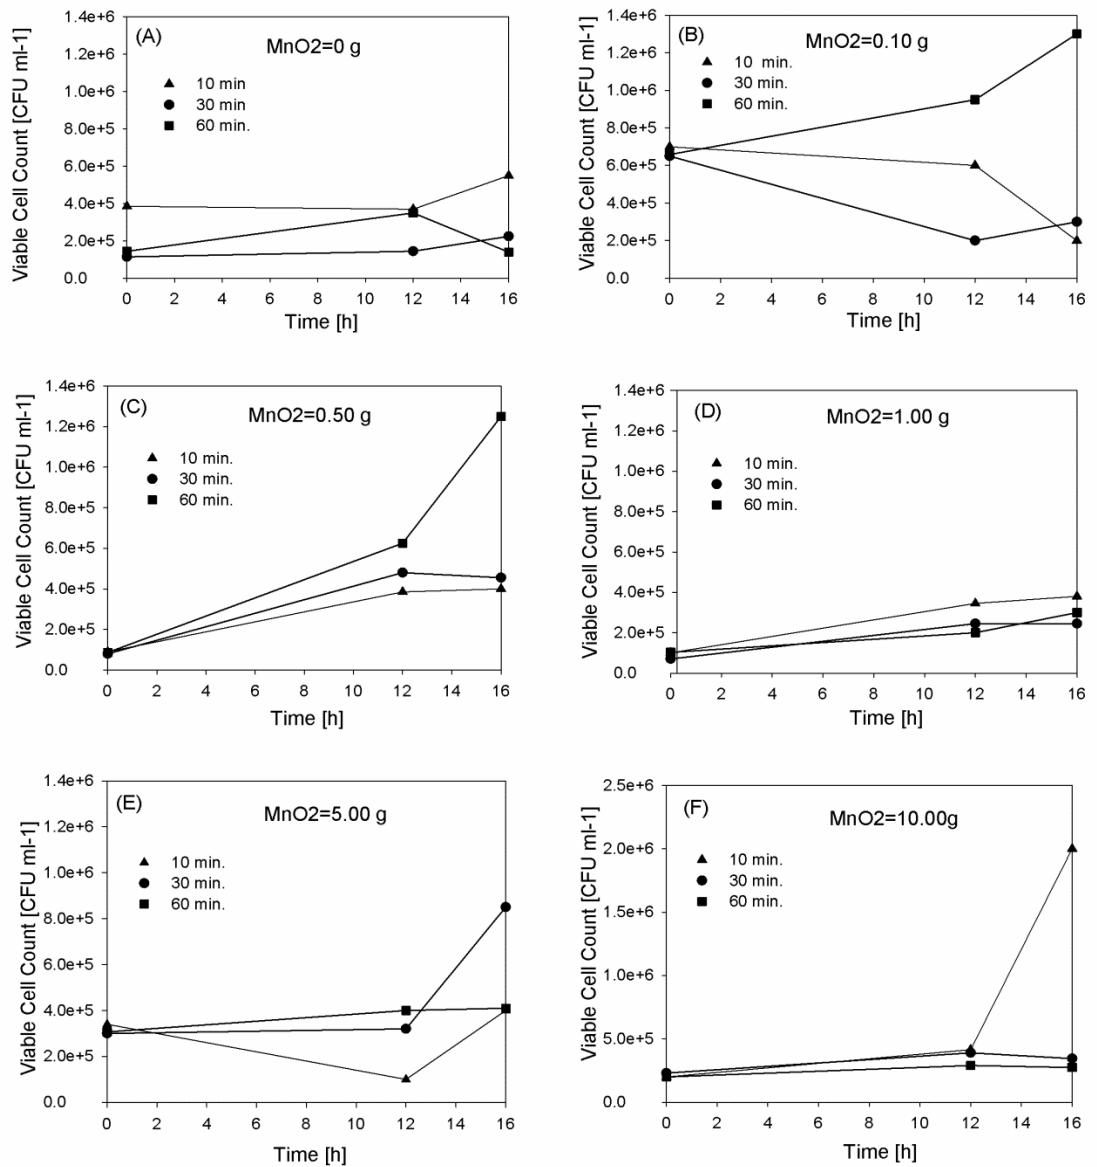 (A)
MnO2=0 g
10 min
30 min
60 min.
Viable Cell Count [CFU ml-1]
1.4e+6
1.2e+6
1.0e+6
8.0e+5
6.0e+5
4.0e+5
2.0e+5
0.0
0 2 4 6 8 10 12 14 16
Time [h]
(B)
MnO2=0.10 g
10 min.
30 min.
60 min.
Viable Cell Count [CFU ml-1]
1.4e+6
1.2e+6
1.0e+6
8.0e+5
6.0e+5
4.0e+5
2.0e+5
0.0
0 2 4 6 8 10 12 14 16
Time [h]
(C)
MnO2=0.50 g
10 min.
30 min.
60 min.
Viable Cell Count [CFU ml-1]
1.4e+6
1.2e+6
1.0e+6
8.0e+5
6.0e+5
4.0e+5
2.0e+5
0.0
0 2 4 6 8 10 12 14 16
Time [h]
(D)
MnO2=1.00 g
10 min.
30 min.
60 min.
Viable Cell Count [CFU ml-1]
1.4e+6
1.2e+6
1.0e+6
8.0e+5
6.0e+5
4.0e+5
2.0e+5
0.0
0 2 4 6 8 10 12 14 16
Time [h]
(E)
MnO2=5.00 g
10 min.
30 min.
60 min.
Viable Cell Count [CFU ml-1]
1.4e+6
1.2e+6
1.0e+6
8.0e+5
6.0e+5
4.0e+5
2.0e+5
0.0
0 2 4 6 8 10 12 14 16
Time [h]
(F)
MnO2=10.00g
10 min.
30 min.
60 min.
Viable Cell Count [CFU ml-1]
2.5e+6
2.0e+6
1.5e+6
1.0e+6
5.0e+5
0.0
0 2 4 6 8 10 12 14 16
Time [h]